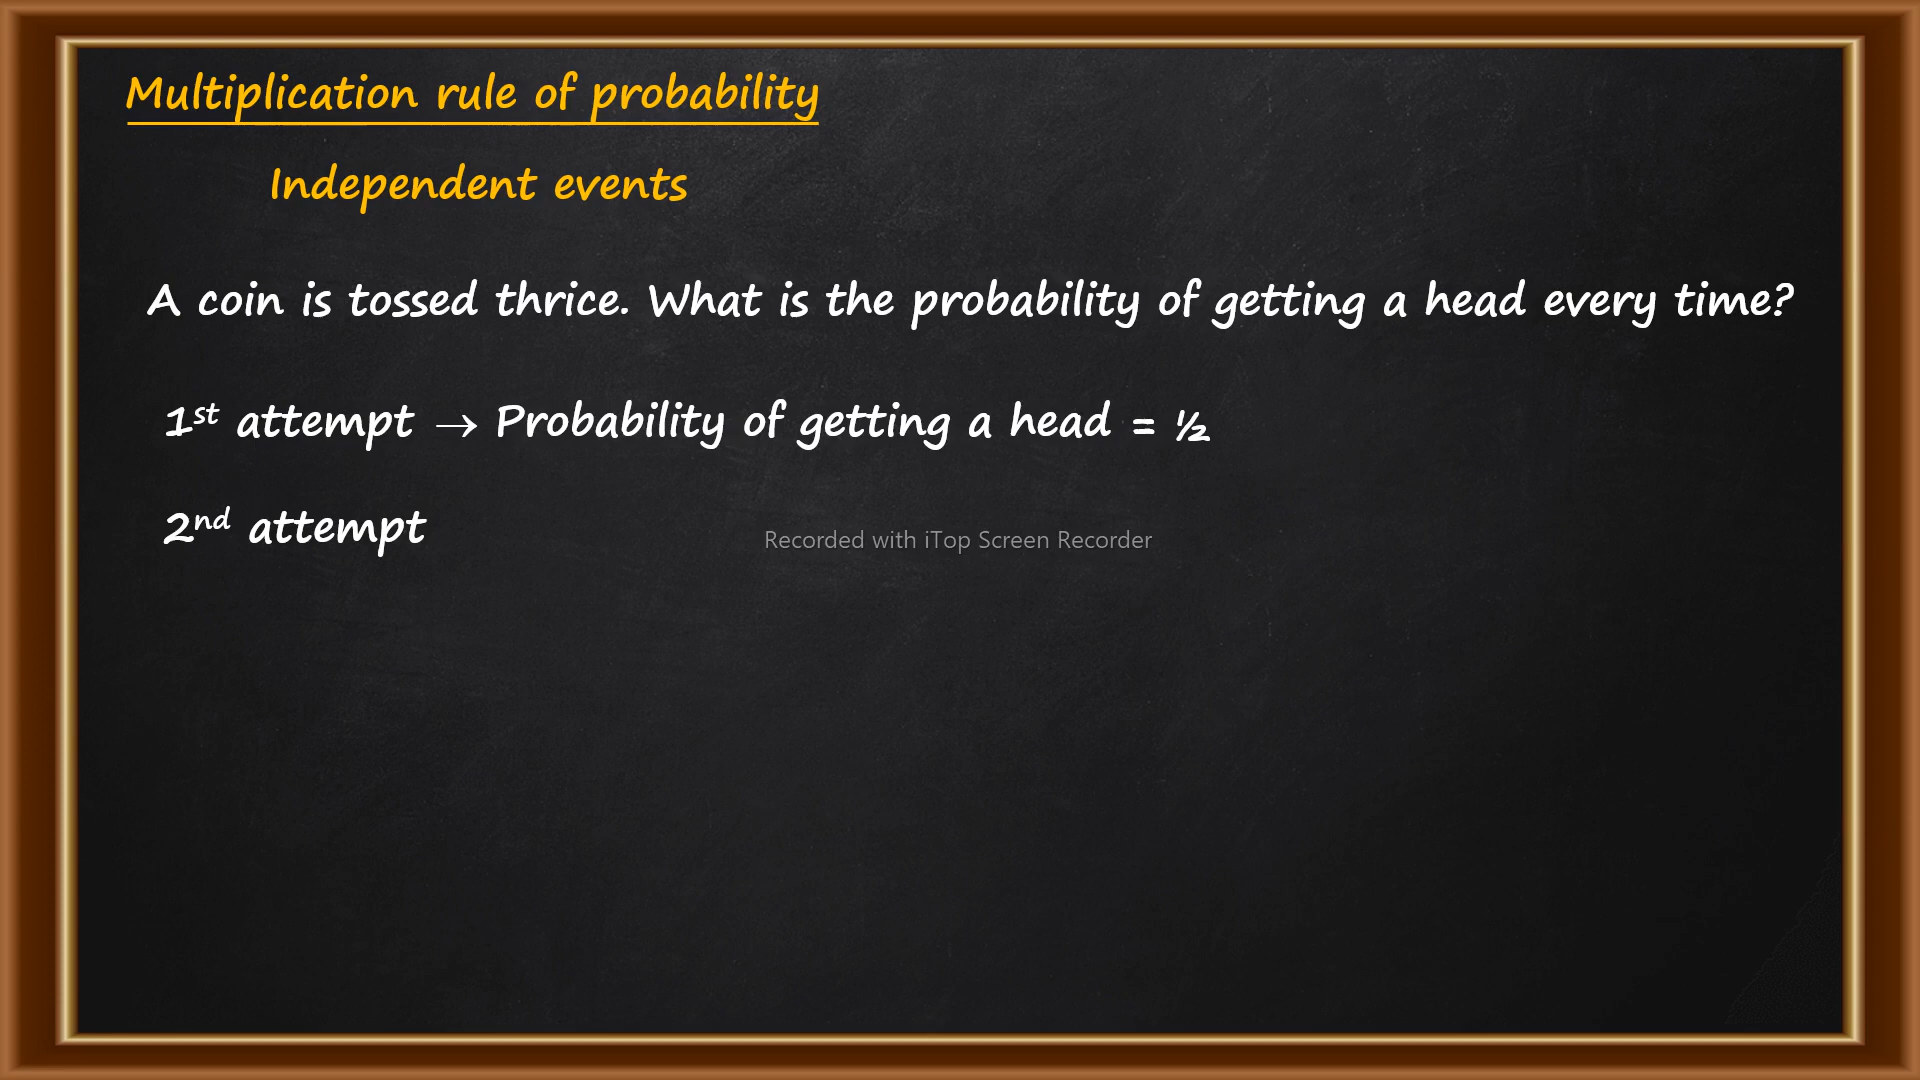 Multiplication rule of probability
Independent events
A coin is tossed thrice. What is the probability of getting a head every time?
1st attempt → Probability of getting a head = ½
2nd attempt
Recorded with iTop Screen Recorder